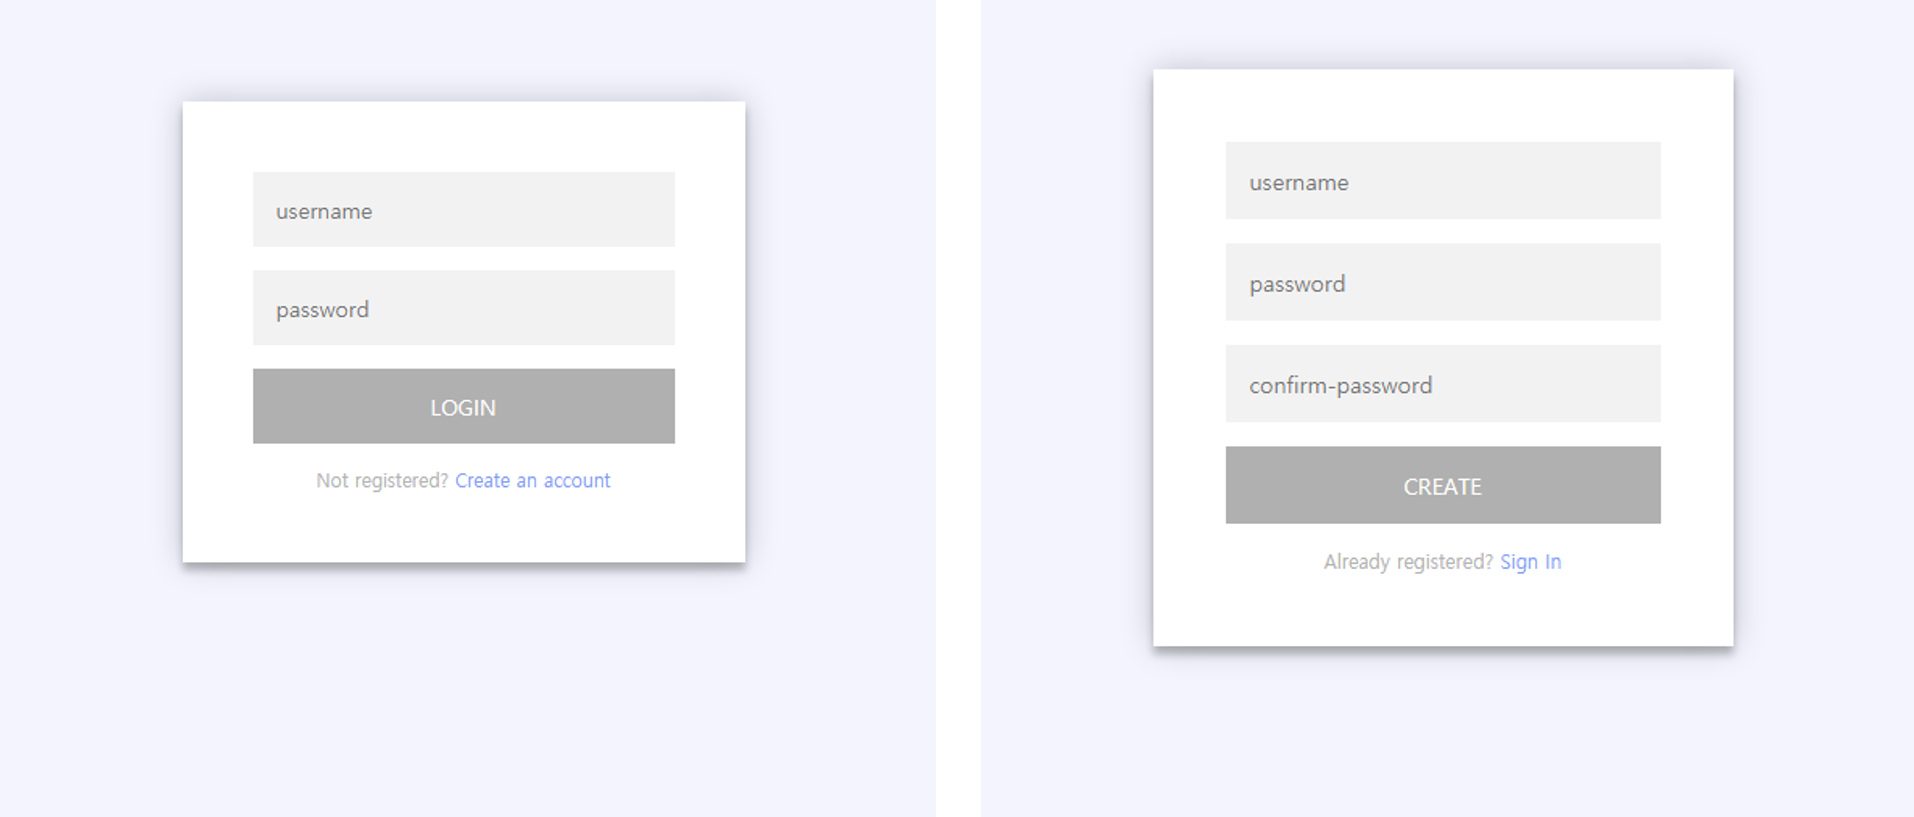 username
password
LOGIN
Not registered? Create an account
username
password
confirm-password
CREATE
Already registered? Sign In